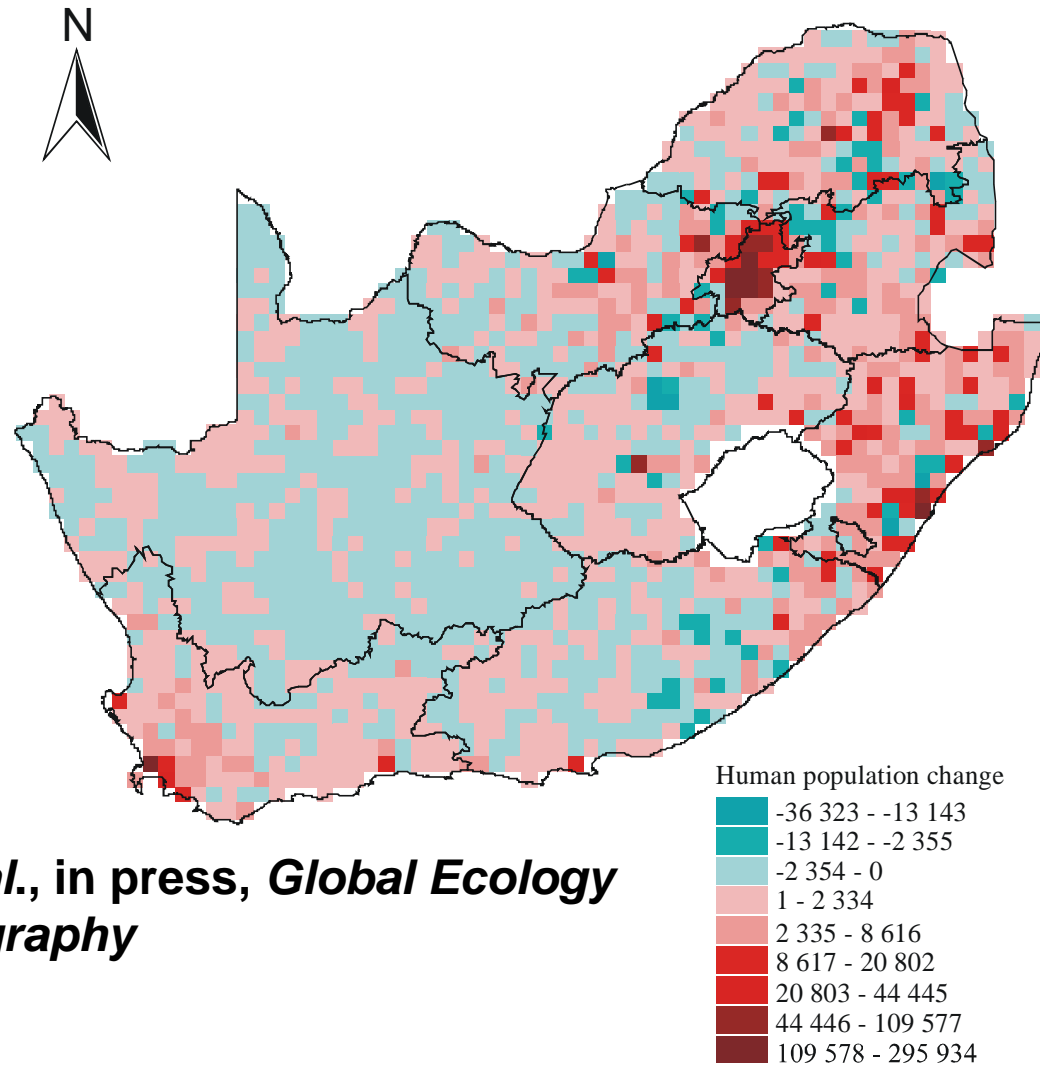 N
Human population change
-36 323 - -13 143
-13 142 - -2 355
-2 354 - 0
1 - 2 334
2 335 - 8 616
8 617 - 20 802
20 803 - 44 445
44 446 - 109 577
109 578 - 295 934
l., in press, Global Ecology
graphy